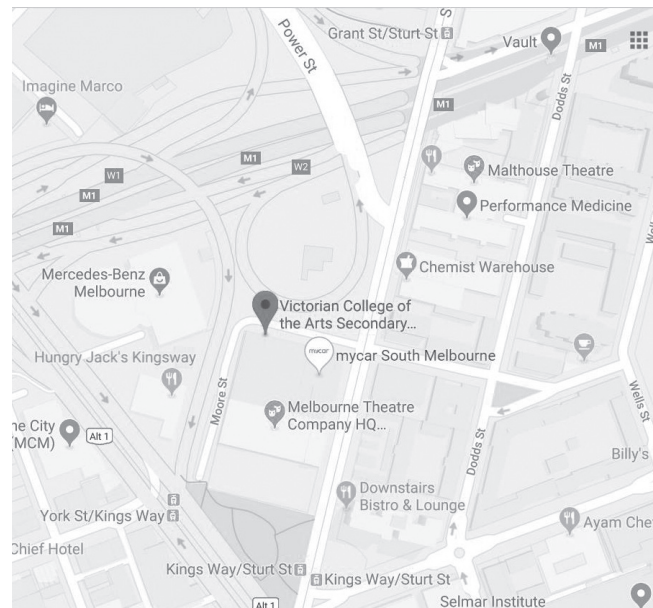 Grant St/Sturt St
S
Vault
M1
Power St
Dodds St
Imagine Marco
M1
M1
W2
W1
M1
M1
Malthouse Theatre
Performance Medicine
Wells
Chemist Warehouse
Mercedes-Benz
Melbourne
Victorian College of
the Arts Secondary...
mycar
mycar South Melbourne
Hungry Jack's Kingsway
Moore St
Wells St
Melbourne Theatre
Company HQ...
ne City
(MCM)
Alt 1
Dodds St
Billy's
Downstairs
Bistro & Lounge
York St/Kings Way
Ayam Che
Chief Hotel
Kings Way/Sturt St
Kings Way/Sturt St
Alt 1
Selmar Institute